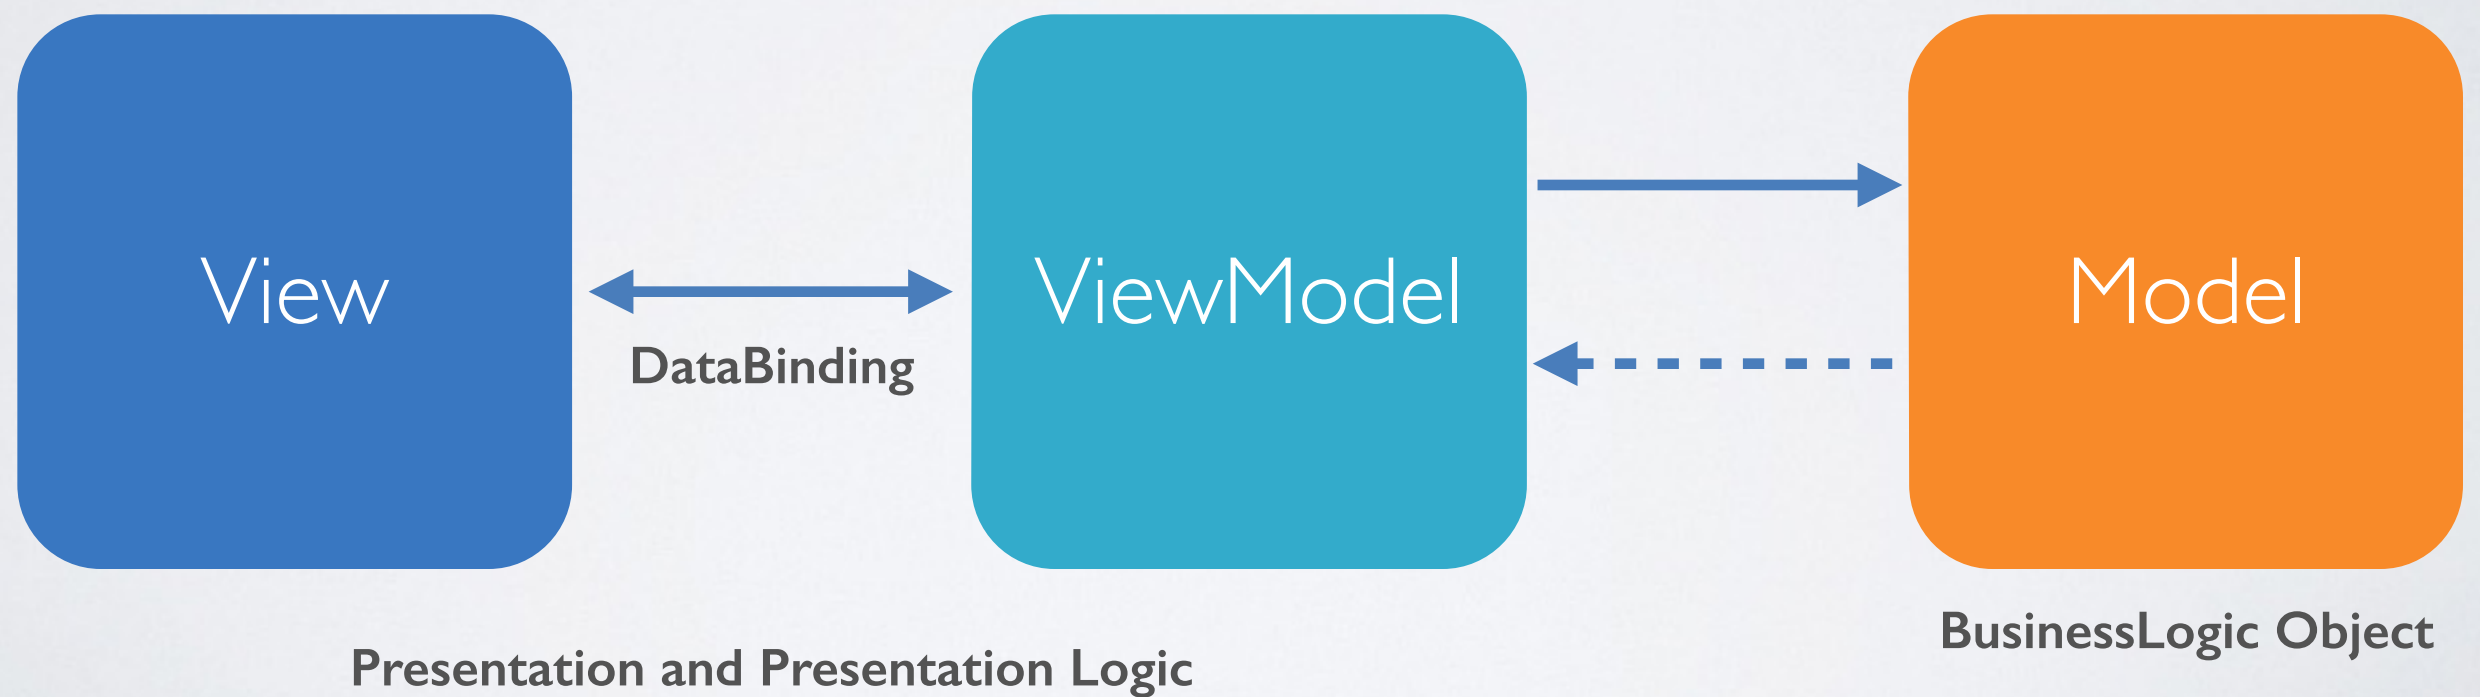 View
ViewModel
Model
DataBinding
BusinessLogic Object
Presentation and Presentation Logic